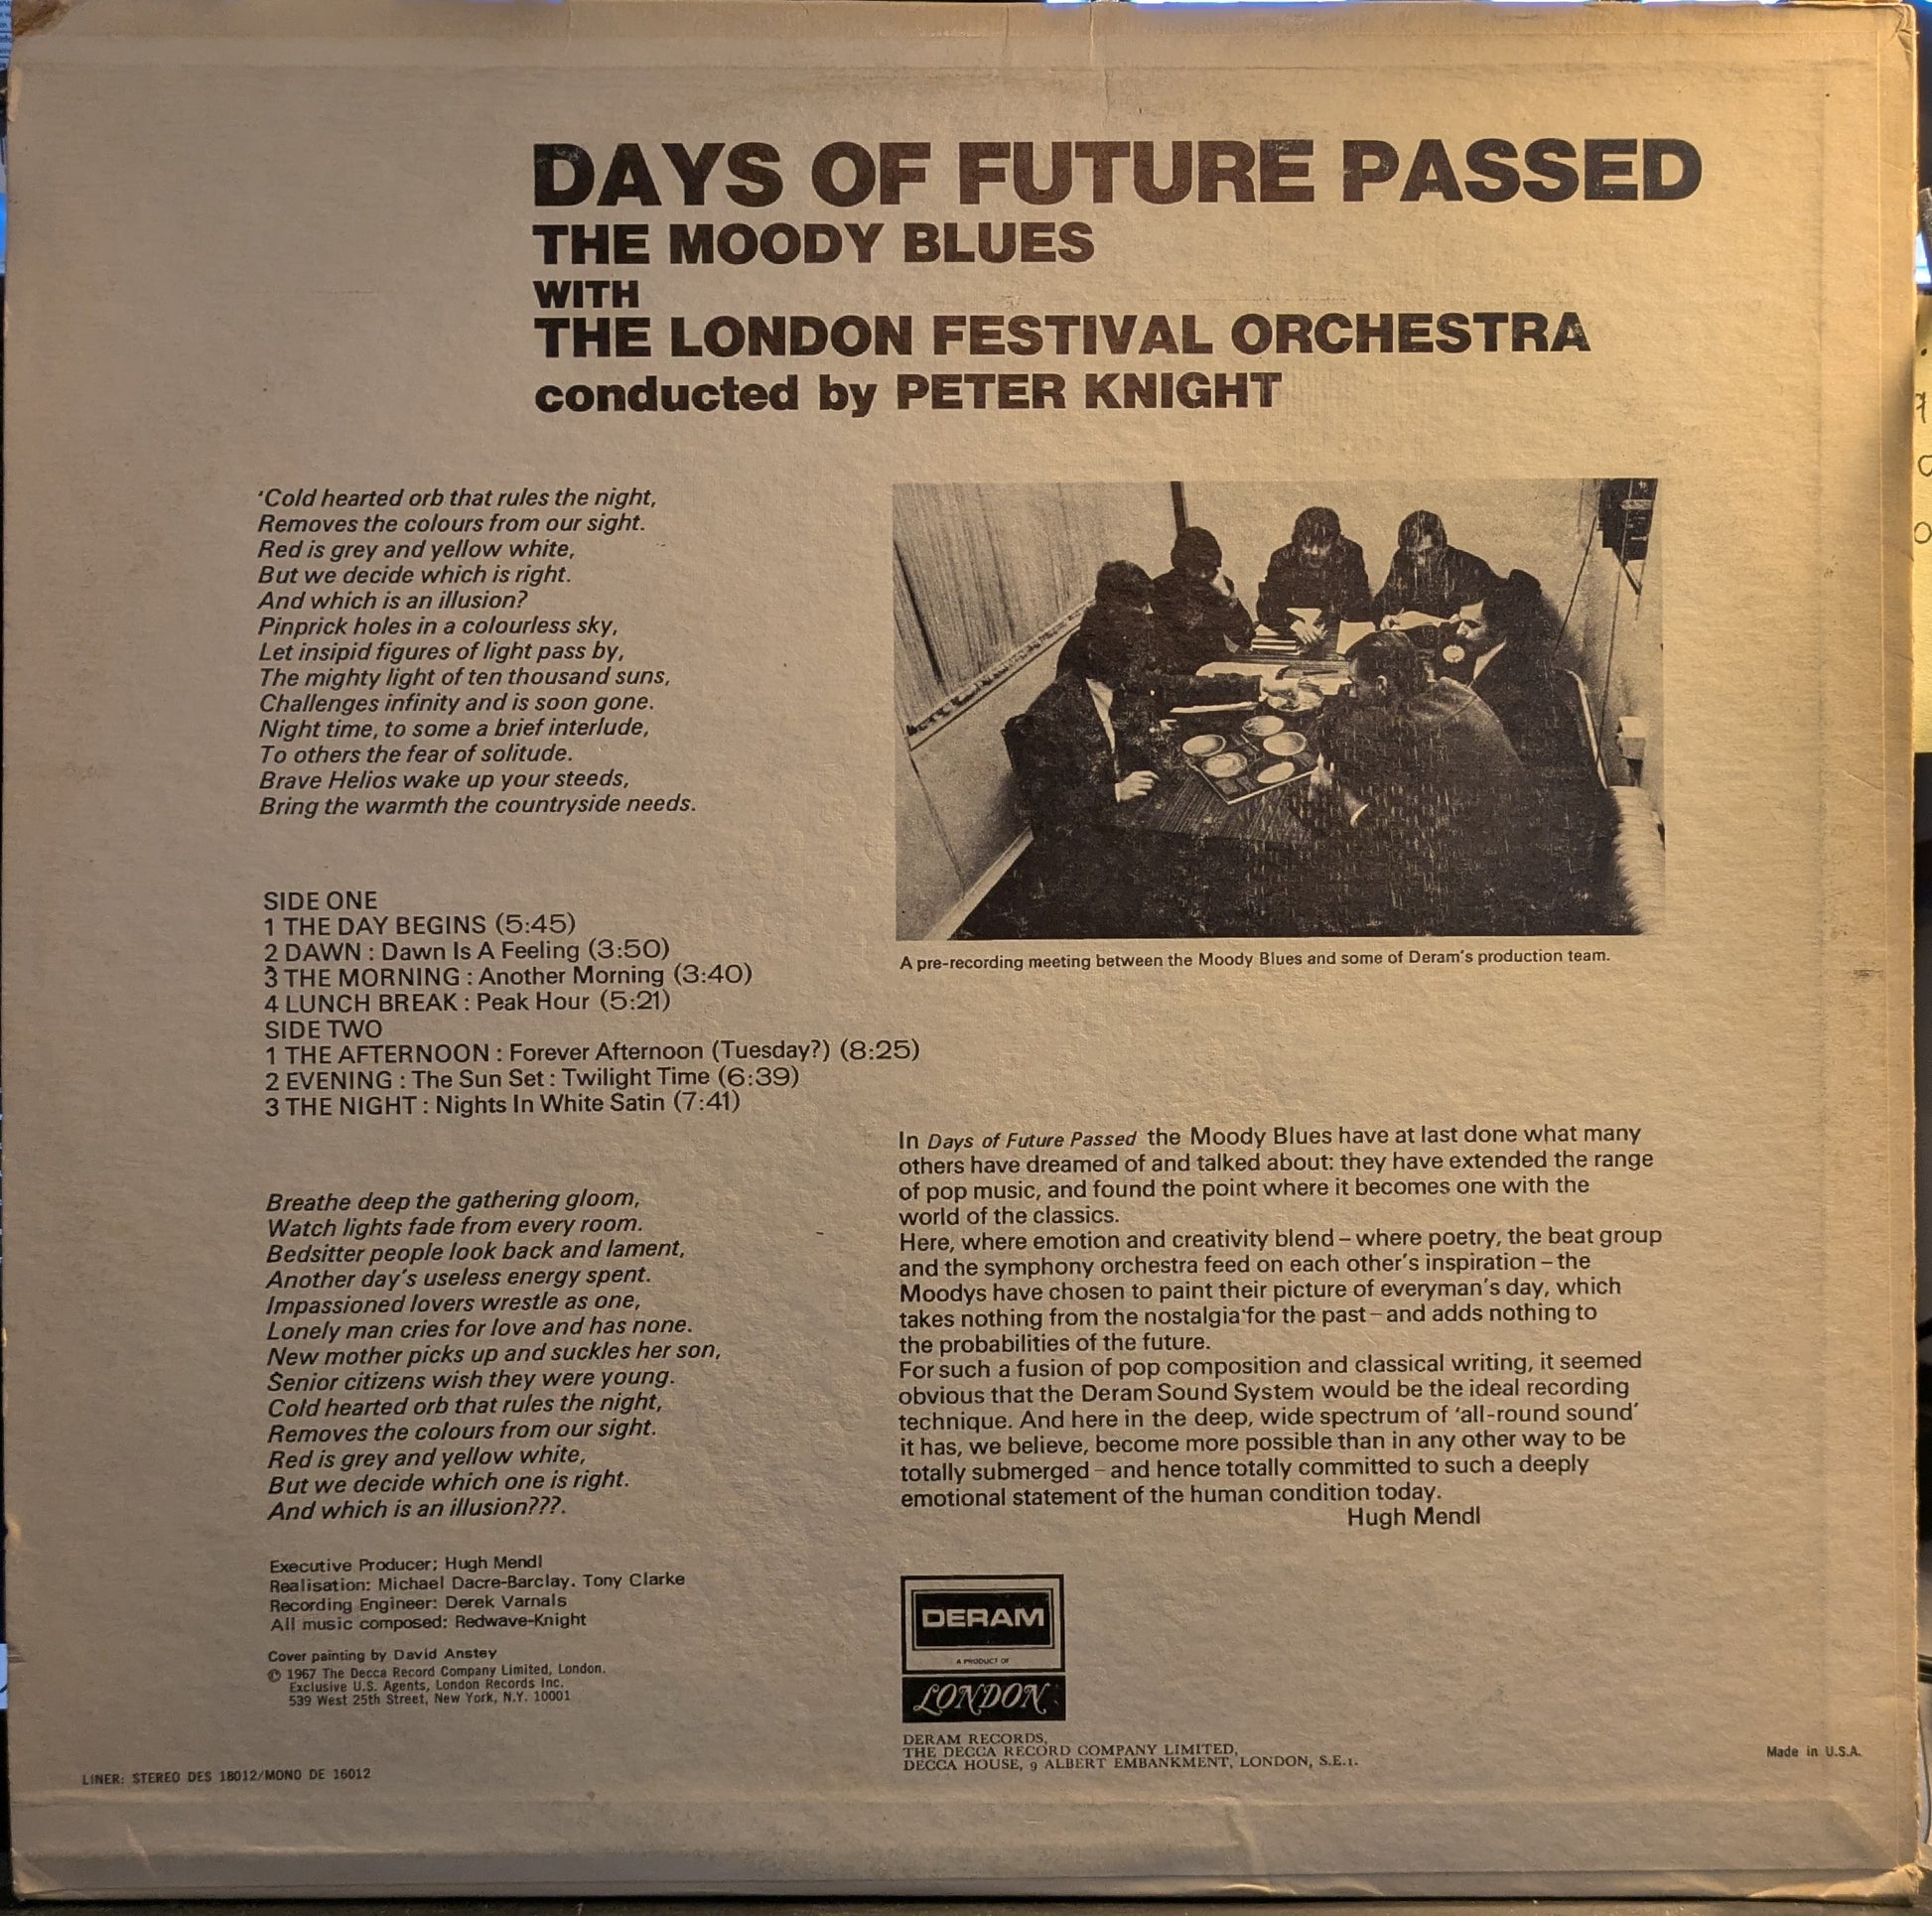 DAYS OF FUTURE PASSED
THE MOODY BLUES
WITH
THE LONDON FESTIVAL ORCHESTRA
conducted by PETER KNIGHT
‘Cold hearted orb that rules the night,
Removes the colours from our sight.
Red is grey and yellow white,
But we decide which is right.
And which is an illusion?
Pinprick holes in a colourless sky,
Let insipid figures of light pass by,
The mighty light of ten thousand suns,
Challenges infinity and is soon gone.
Night time, to some a brief interlude,
To others the fear of solitude.
Brave Helios wake up your steeds,
Bring the warmth the countryside needs.
A pre-recording meeting between the Moody Blues and some of Deram's production team.
SIDE ONE
1 THE DAY BEGINS (5:45)
2 DAWN : Dawn Is A Feeling (3:50)
3 THE MORNING : Another Morning (3:40)
4 LUNCH BREAK : Peak Hour (5:21)
SIDE TWO
1 THE AFTERNOON : Forever Afternoon (Tuesday?) (8:25)
2 EVENING : The Sun Set : Twilight Time (6:39)
3 THE NIGHT : Nights In White Satin (7:41)
Breathe deep the gathering gloom,
Watch lights fade from every room.
Bedsitter people look back and lament,
Another day's useless energy spent.
Impassioned lovers wrestle as one,
Lonely man cries for love and has none.
New mother picks up and suckles her son,
Senior citizens wish they were young.
Cold hearted orb that rules the night,
Removes the colours from our sight.
Red is grey and yellow white,
But we decide which one is right.
And which is an illusion???.
In Days of Future Passed the Moody Blues have at last done what many
others have dreamed of and talked about: they have extended the range
of pop music, and found the point where it becomes one with the
world of the classics.
Here, where emotion and creativity blend – where poetry, the beat group
and the symphony orchestra feed on each other's inspiration – the
Moodys have chosen to paint their picture of everyman's day, which
takes nothing from the nostalgia for the past – and adds nothing to
the probabilities of the future.
For such a fusion of pop composition and classical writing, it seemed
obvious that the Deram Sound System would be the ideal recording
technique. And here in the deep, wide spectrum of ‘all-round sound’
it has, we believe, become more possible than in any other way to be
totally submerged – and hence totally committed to such a deeply
emotional statement of the human condition today.
Hugh Mendl
Executive Producer; Hugh Mendl
Realisation: Michael Dacre-Barclay. Tony Clarke
Recording Engineer: Derek Varnals
All music composed: Redwave-Knight
Cover painting by David Anstey
© 1967 The Decca Record Company Limited, London.
Exclusive U.S. Agents, London Records Inc.
539 West 25th Street, New York, N.Y. 10001
DERAM
A PRODUCT OF
LONDON
DERAM RECORDS,
THE DECCA RECORD COMPANY LIMITED,
DECCA HOUSE, 9 ALBERT EMBANKMENT, LONDON, S.E.1.
Made in U.S.A.
LINER: STEREO DES 18012/MONO DE 16012